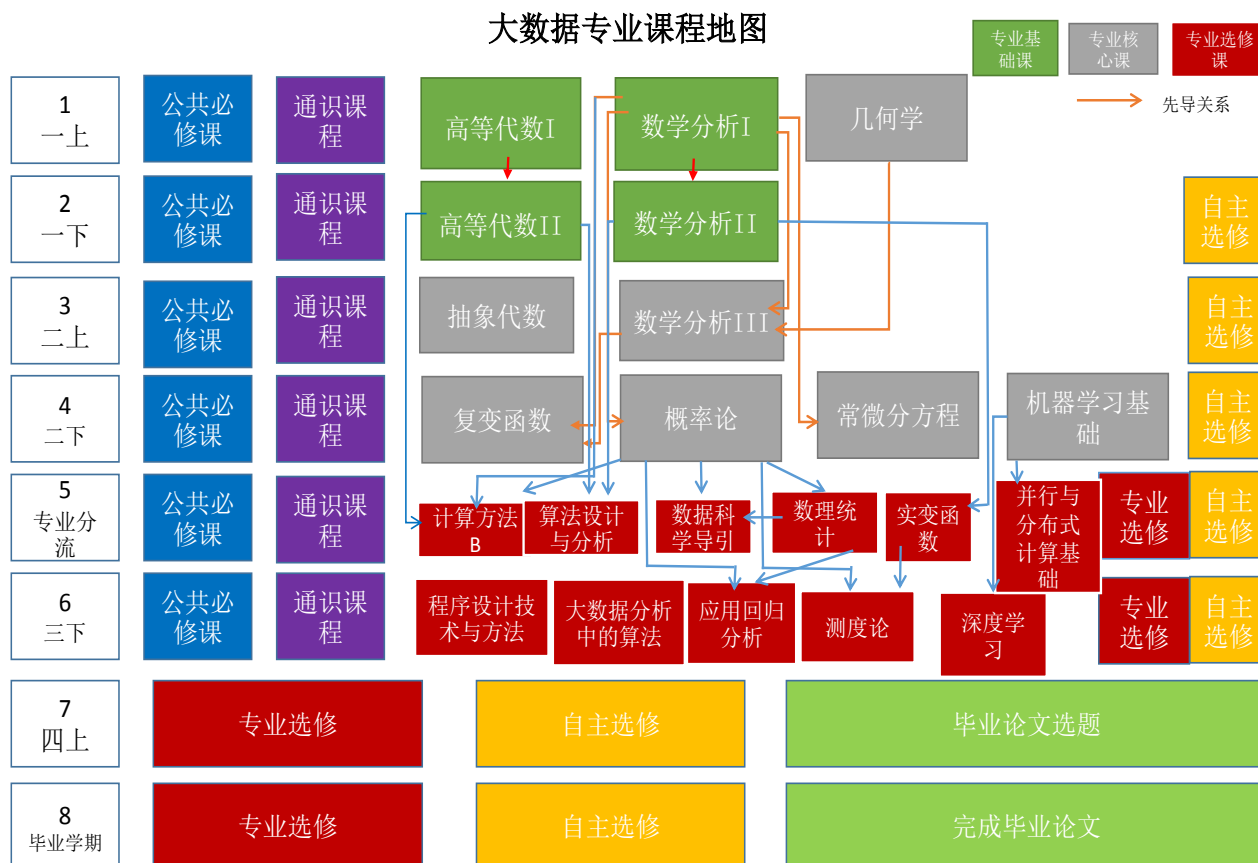 大数据专业课程地图
专业基
础课
专业核
心课
专业选修
课
先导关系
1
一上
公共必
修课
通识课
程
高等代数I
数学分析I
几何学
2
一下
公共必
修课
通识课
程
高等代数II
数学分析II
自主
选修
3
二上
公共必
修课
通识课
程
抽象代数
数学分析III
自主
选修
4
二下
公共必
修课
通识课
程
复变函数
概率论
常微分方程
机器学习基
础
自主
选修
5
专业分
流
公共必
修课
通识课
程
计算方法
B
算法设计
与分析
数据科
学导引
数理统
计
实变函
数
并行与
分布式
计算基
础
专业
选修
自主
选修
6
三下
公共必
修课
通识课
程
程序设计技
术与方法
大数据分析
中的算法
应用回归
分析
测度论
深度学
习
专业
选修
自主
选修
7
四上
专业选修
自主选修
毕业论文选题
8
毕业学期
专业选修
自主选修
完成毕业论文